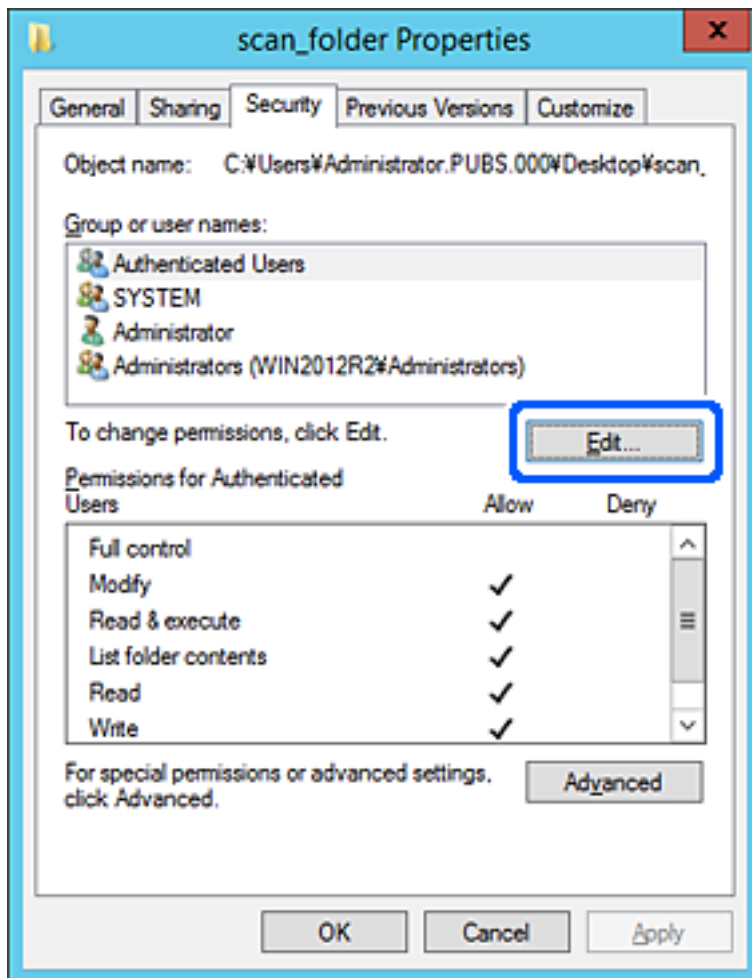 scan_folder Properties
x
General Sharing Security Previous Versions Customize
Object name: C:¥Users¥Administrator.PUBS.000¥Desktop¥scan_
Group or user names:
Authenticated Users
SYSTEM
Administrator
Administrators (WIN2012R2¥Administrators)
To change permissions, click Edit.
Edit...
Permissions for Authenticated
Users Allow Deny
Full control
Modify
Read & execute
List folder contents
Read
Write
For special permissions or advanced settings,
click Advanced.
Advanced
OK Cancel Apply